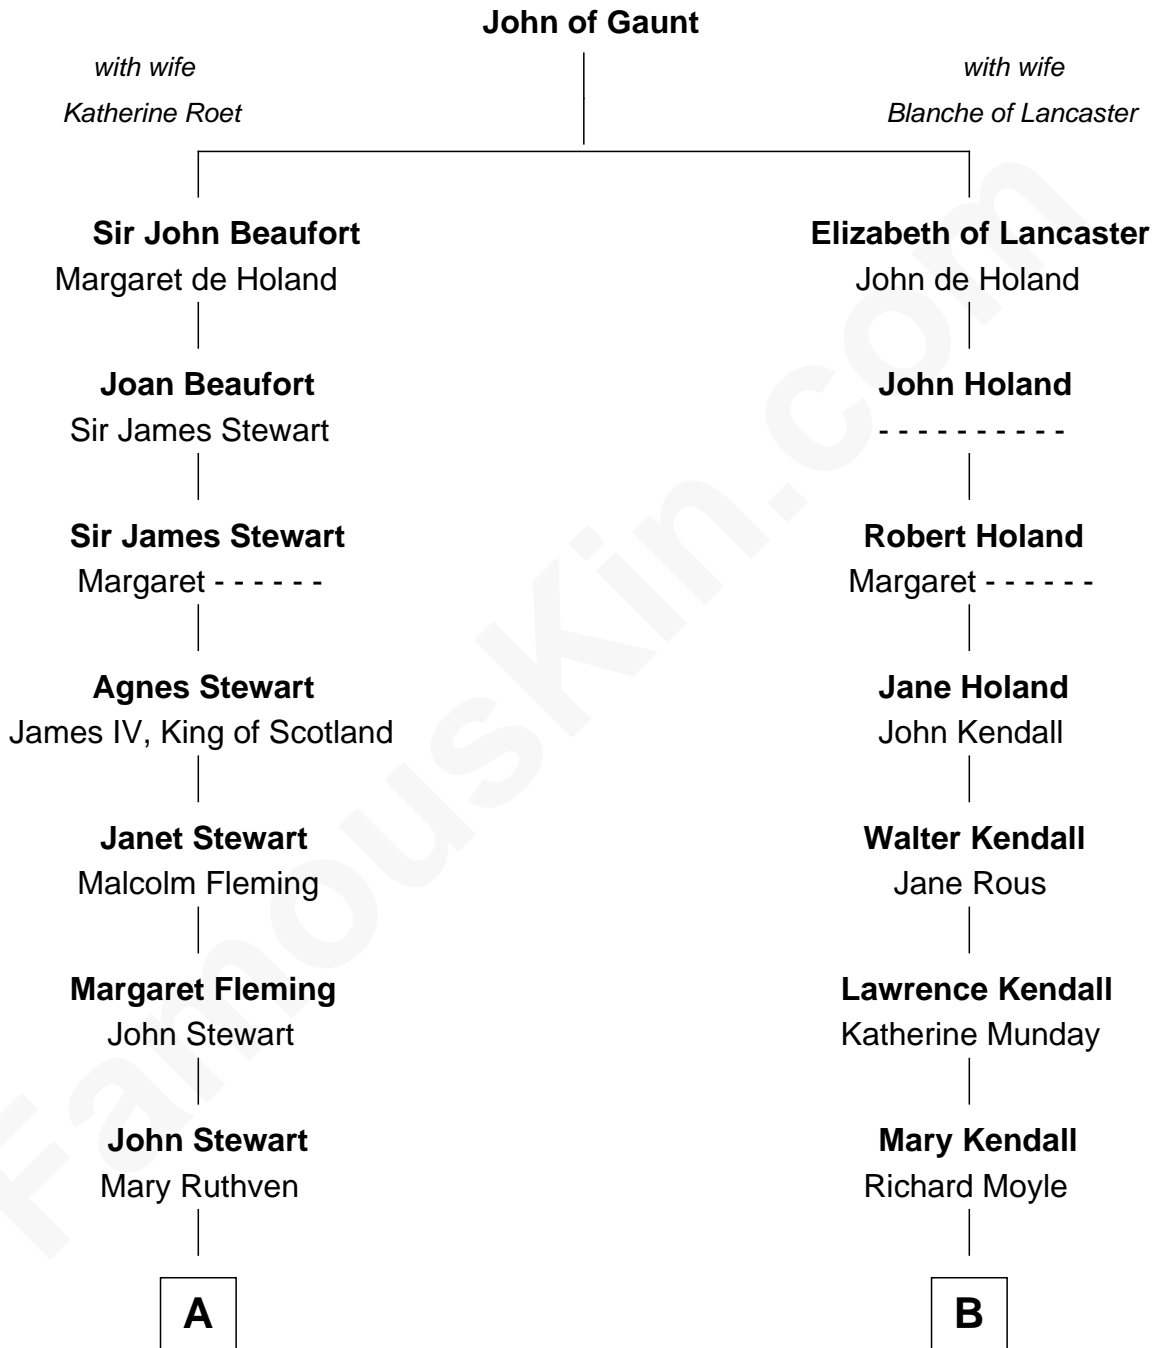 John of Gaunt
with wife
Katherine Roet
with wife
Blanche of Lancaster
Sir John Beaufort
Margaret de Holand
Elizabeth of Lancaster
John de Holand
Joan Beaufort
Sir James Stewart
John Holand
- - - - - - - - - -
Sir James Stewart
Margaret - - - - - -
Robert Holand
Margaret - - - - - -
Agnes Stewart
James IV, King of Scotland
Jane Holand
John Kendall
Janet Stewart
Malcolm Fleming
Walter Kendall
Jane Rous
Margaret Fleming
John Stewart
Lawrence Kendall
Katherine Munday
John Stewart
Mary Ruthven
Mary Kendall
Richard Moyle
A
B
FamousKin.com